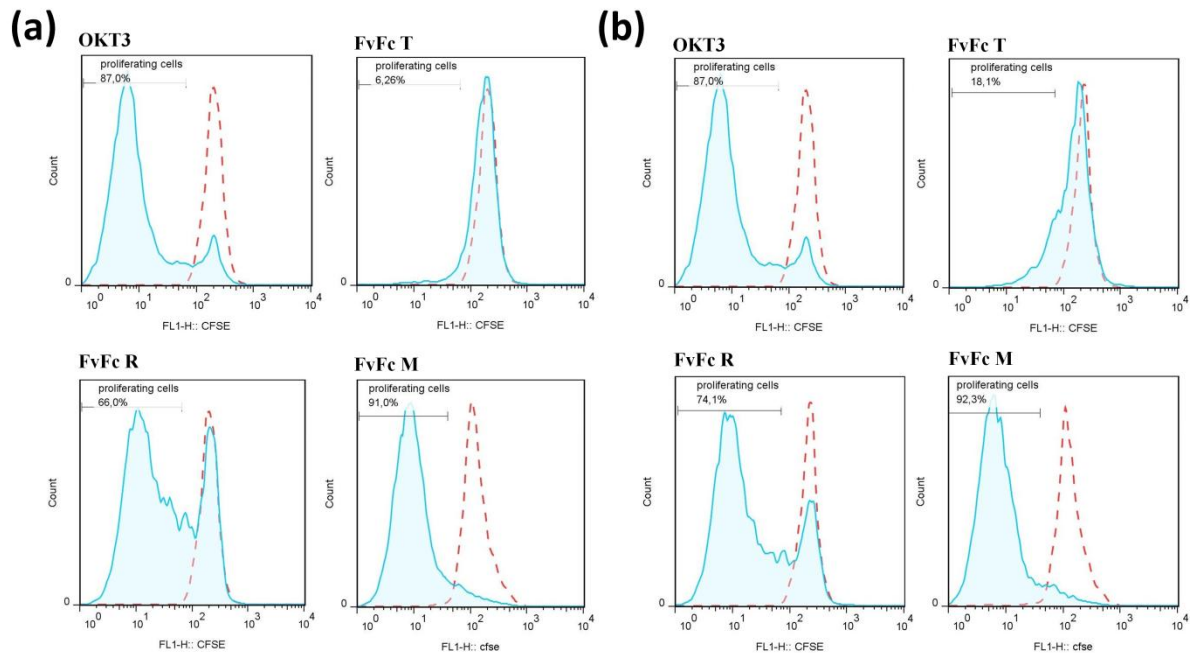 (a)
OKT3
proliferating cells
87,0%
Count
0
10^0 10^1 10^2 10^3 10^4
FL1-H:: CFSE
FvFc T
proliferating cells
6,26%
Count
0
10^0 10^1 10^2 10^3 10^4
FL1-H:: CFSE
FvFc R
proliferating cells
66,0%
Count
0
10^0 10^1 10^2 10^3 10^4
FL1-H:: CFSE
FvFc M
proliferating cells
91,0%
Count
0
10^0 10^1 10^2 10^3 10^4
FL1-H:: cfse
(b)
OKT3
proliferating cells
87,0%
Count
0
10^0 10^1 10^2 10^3 10^4
FL1-H:: CFSE
FvFc T
proliferating cells
18,1%
Count
0
10^0 10^1 10^2 10^3 10^4
FL1-H:: CFSE
FvFc R
proliferating cells
74,1%
Count
0
10^0 10^1 10^2 10^3 10^4
FL1-H:: CFSE
FvFc M
proliferating cells
92,3%
Count
0
10^0 10^1 10^2 10^3 10^4
FL1-H:: cfse